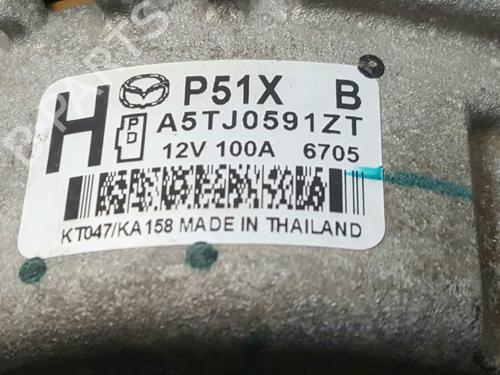 H P51X B
P D A5TJ0591ZT
12V 100A 6705
KT047/KA158 MADE IN THAILAND